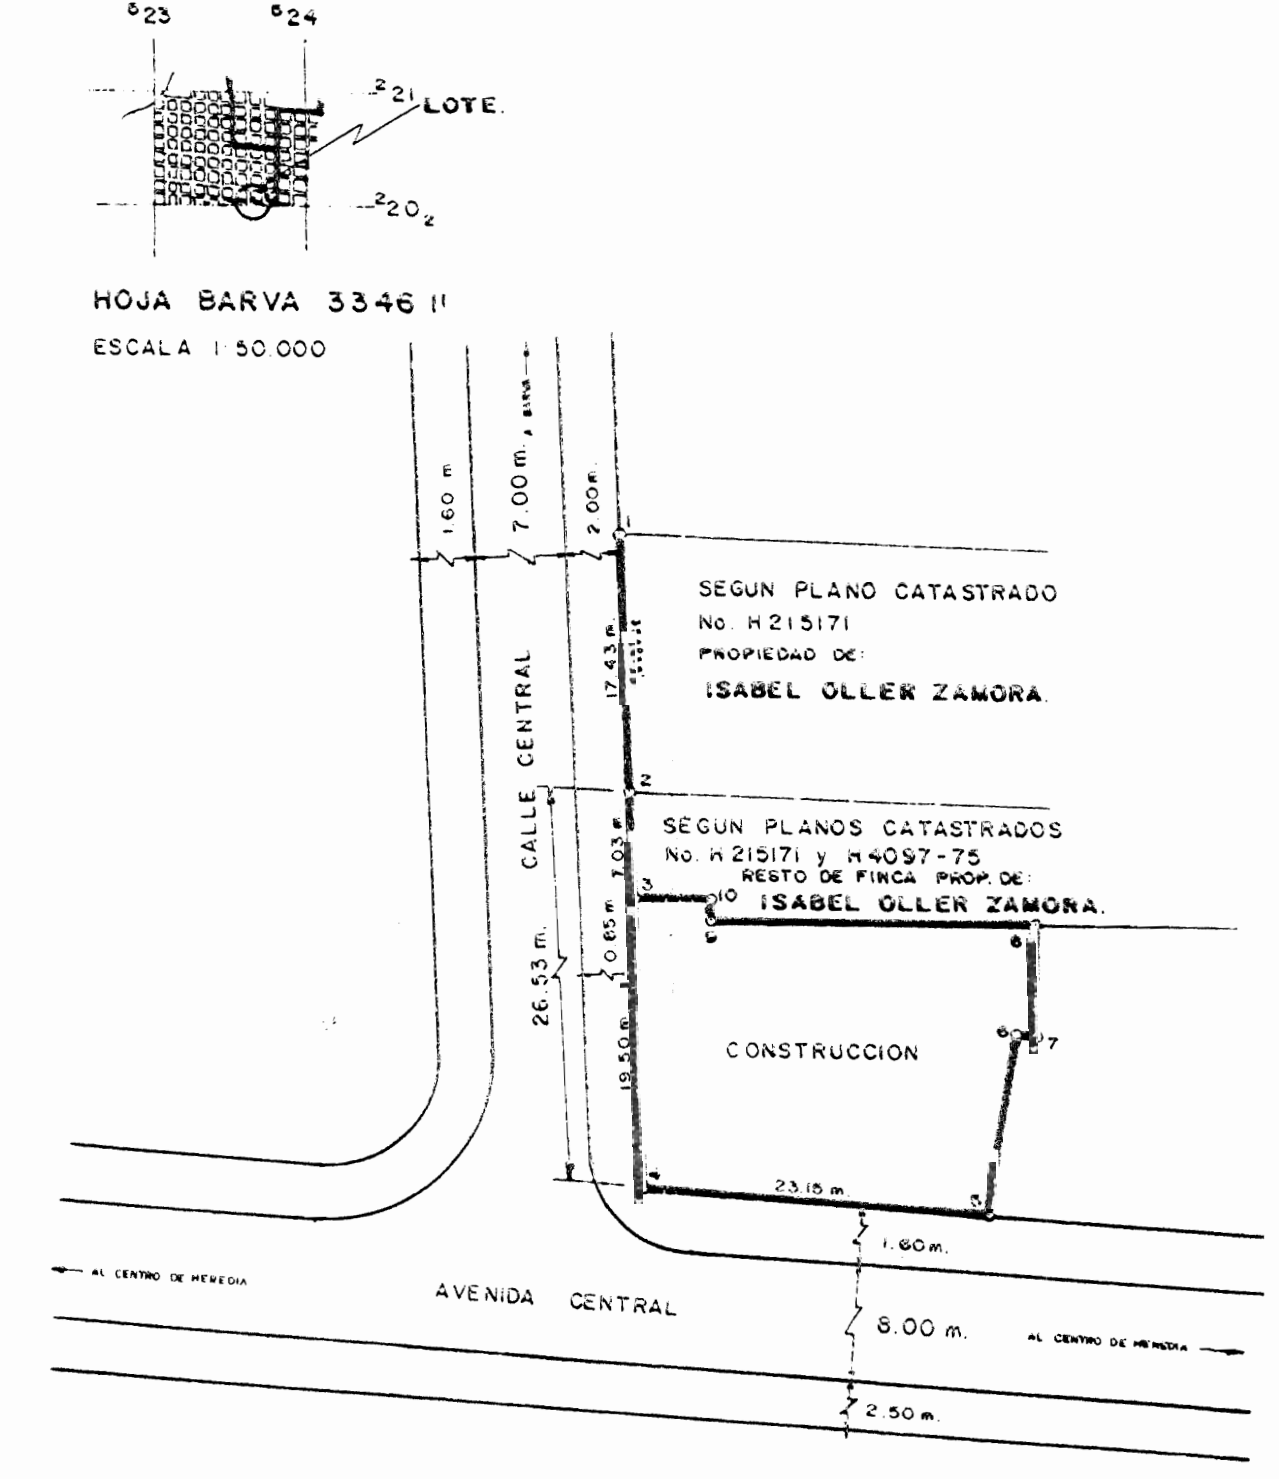 523 524
221
LOTE.
2202
HOJA BARVA 3346 II
ESCALA 1:50.000
1.60 m
7.00 m.
A BARVA
2.00 m.
1
SEGUN PLANO CATASTRADO
No. H 215171
PROPIEDAD DE:
ISABEL OLLER ZAMORA.
17.43 m.
CALLE CENTRAL
2
SEGUN PLANOS CATASTRADOS
No. H 215171 y H 4097-75
RESTO DE FINCA PROP. DE:
ISABEL OLLER ZAMORA.
7.03 m.
3
10
9
8
0.65 m
26.53 m.
19.50 m
CONSTRUCCION
6
7
4
23.15 m.
5
1.60 m.
AL CENTRO DE HEREDIA
AVENIDA CENTRAL
8.00 m.
AL CENTRO DE HEREDIA
2.50 m.